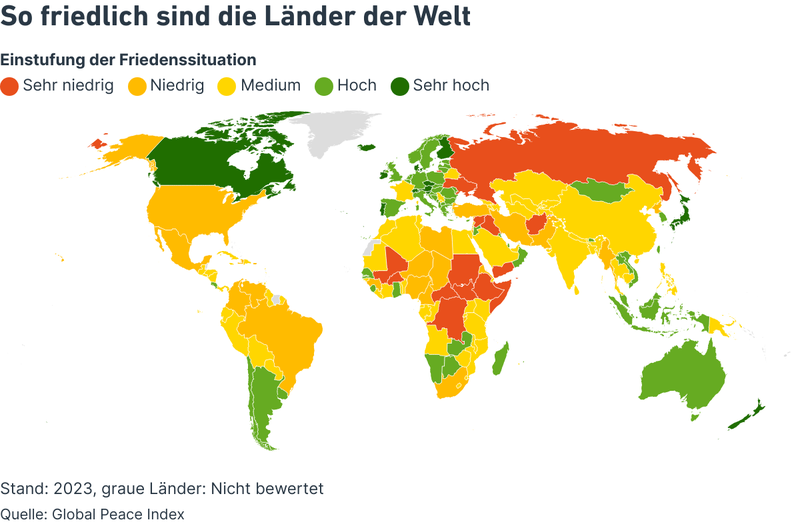 So friedlich sind die Länder der Welt
Einstufung der Friedenssituation
Sehr niedrig Niedrig Medium Hoch Sehr hoch
Stand: 2023, graue Länder: Nicht bewertet
Quelle: Global Peace Index